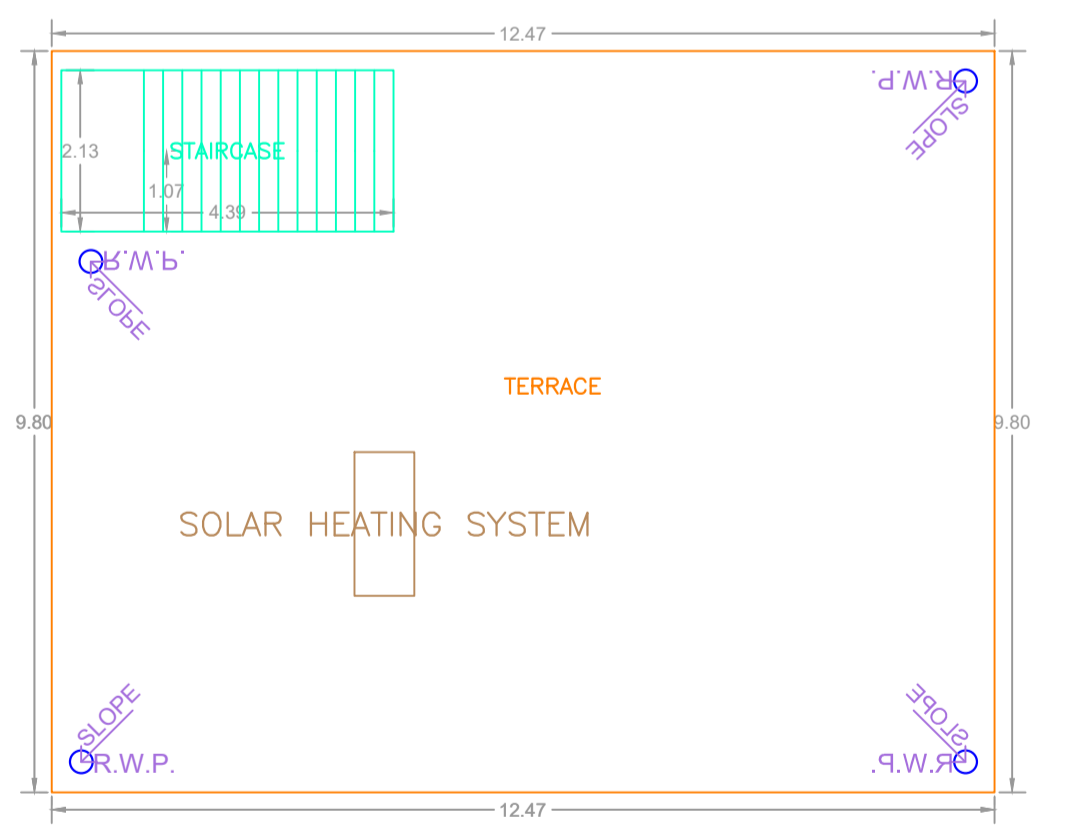 12.47
R.W.P.
SLOPE
2.13
STAIRCASE
1.07
4.39
R.W.P.
SLOPE
TERRACE
9.80
9.80
SOLAR HEATING SYSTEM
SLOPE
R.W.P.
SLOPE
R.W.P.
12.47